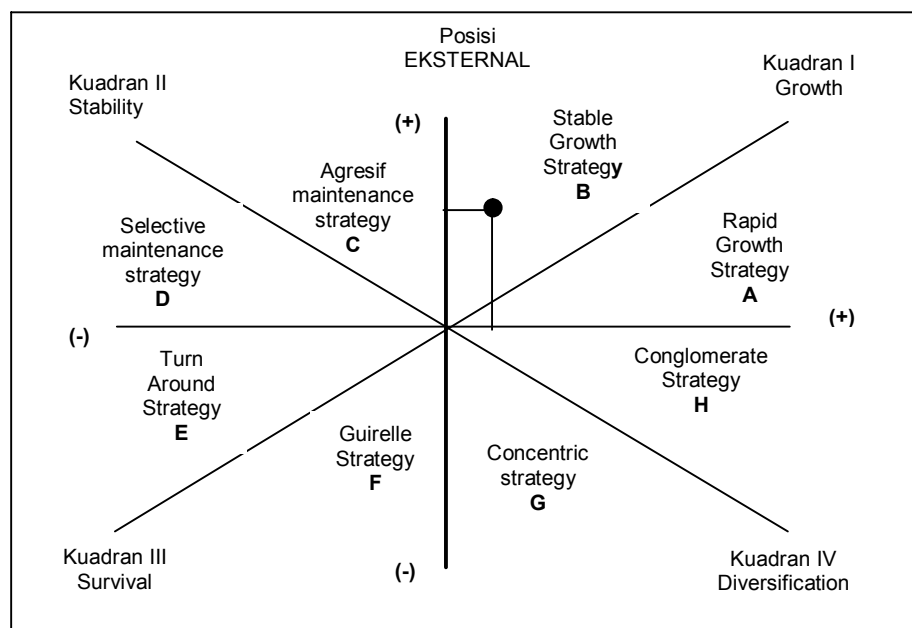 Posisi
EKSTERNAL
Kuadran II
Stability
Kuadran I
Growth
(+)
Stable
Growth
Strategy
B
Agresif
maintenance
strategy
C
Selective
maintenance
strategy
D
Rapid
Growth
Strategy
A
(-)
(+)
Turn
Around
Strategy
E
Conglomerate
Strategy
H
Guirelle
Strategy
F
Concentric
strategy
G
Kuadran III
Survival
(-)
Kuadran IV
Diversification